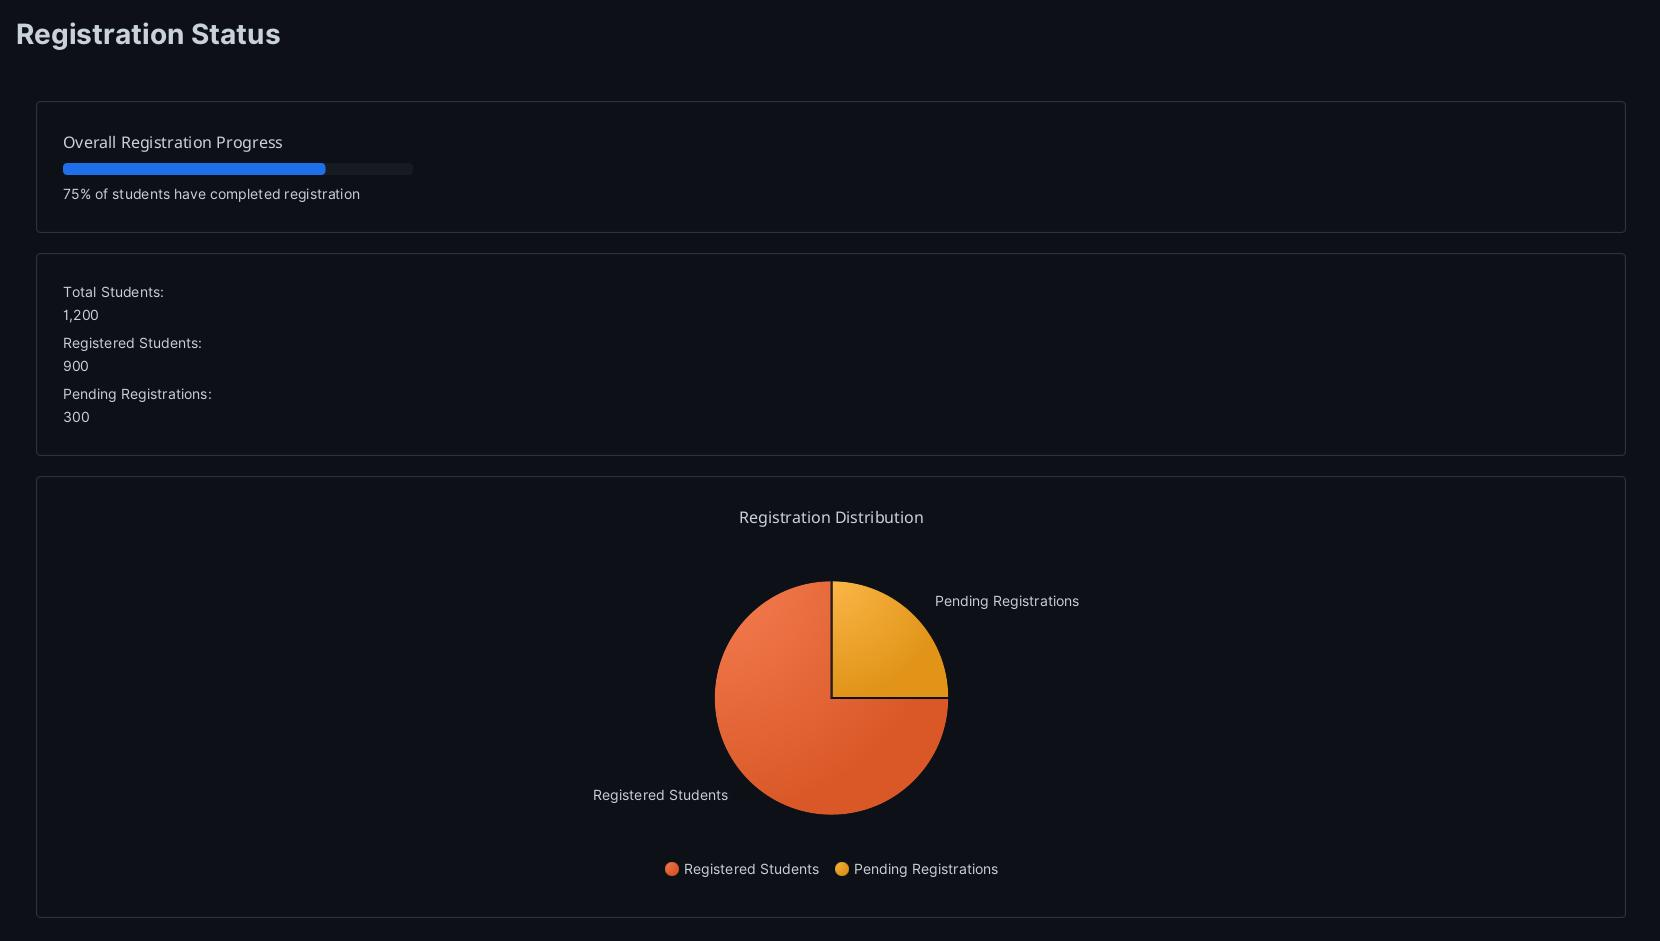 Registration Status
Overall Registration Progress
75% of students have completed registration
Total Students:
1,200
Registered Students:
900
Pending Registrations:
300
Registration Distribution
Pending Registrations
Registered Students
Registered Students
Pending Registrations